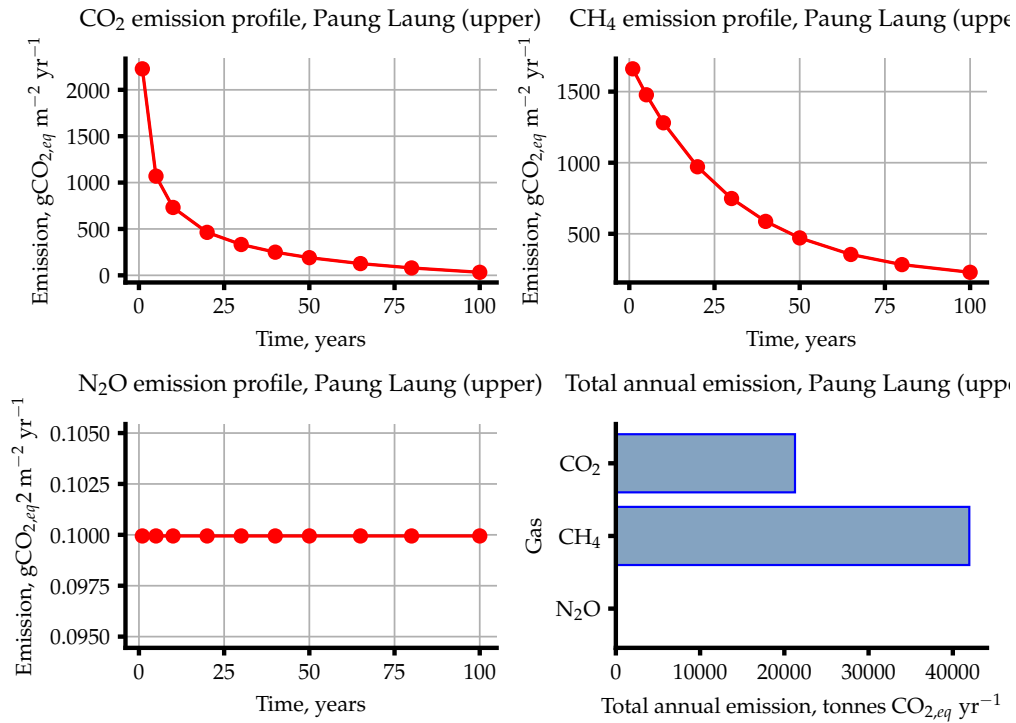 CO₂ emission profile, Paung Laung (upper)
Emission, gCO₂,eq m⁻² yr⁻¹
2000
1500
1000
500
0
0 25 50 75 100
Time, years
CH₄ emission profile, Paung Laung (uppe
Emission, gCO₂,eq m⁻² yr⁻¹
1500
1000
500
0 25 50 75 100
Time, years
N₂O emission profile, Paung Laung (upper)
Emission, gCO₂,eq2 m⁻² yr⁻¹
0.1050
0.1025
0.1000
0.0975
0.0950
0 25 50 75 100
Time, years
Total annual emission, Paung Laung (uppe
Gas
CO₂
CH₄
N₂O
0 10000 20000 30000 40000
Total annual emission, tonnes CO₂,eq yr⁻¹